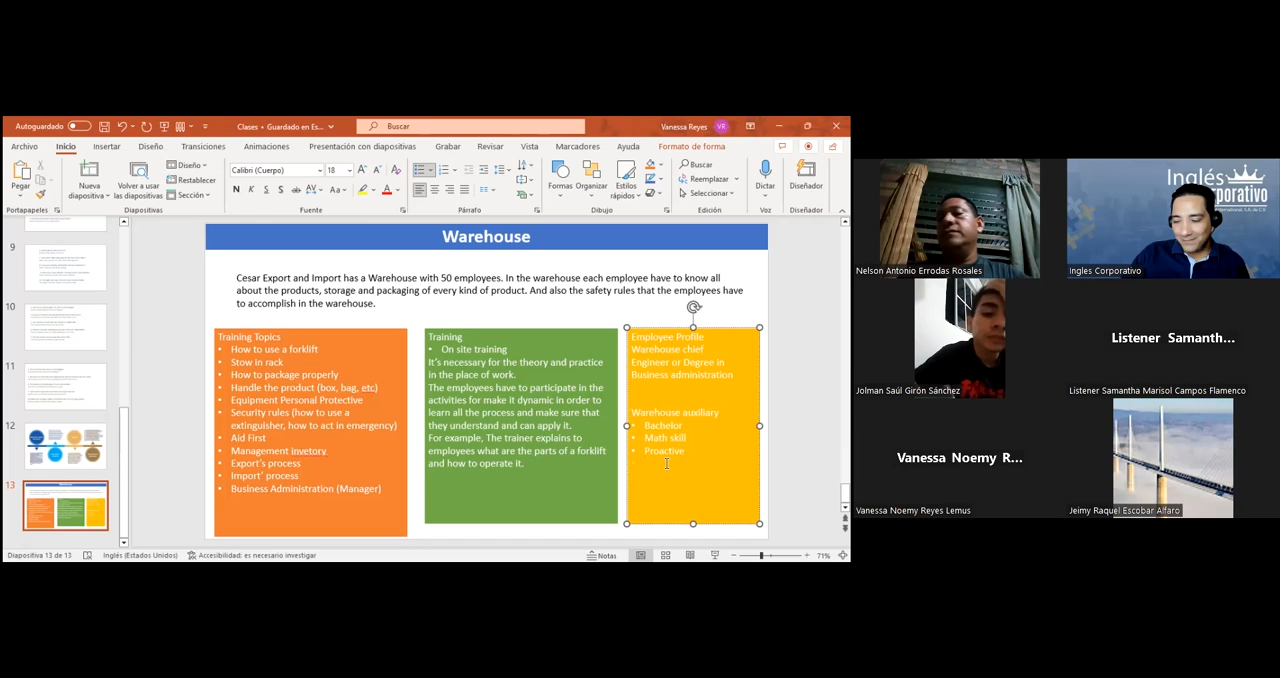 Autoguardado
Clases • Guardado en Es...
Buscar
Vanessa Reyes
VR
Archivo
Inicio
Insertar
Diseño
Transiciones
Animaciones
Presentación con diapositivas
Grabar
Revisar
Vista
Marcadores
Ayuda
Formato de forma
Pegar
Nueva diapositiva
Volver a usar las diapositivas
Diseño
Restablecer
Sección
Calibri (Cuerpo)
18
Formas
Organizar
Estilos rápidos
Buscar
Reemplazar
Seleccionar
Dictar
Diseñador
Portapapeles
Diapositivas
Fuente
Párrafo
Dibujo
Edición
Voz
Diseñador
9
10
11
12
13
Warehouse
Cesar Export and Import has a Warehouse with 50 employees. In the warehouse each employee have to know all
about the products, storage and packaging of every kind of product. And also the safety rules that the employees have
to accomplish in the warehouse.
Training Topics
• How to use a forklift
• Stow in rack
• How to package properly
• Handle the product (box, bag, etc)
• Equipment Personal Protective
• Security rules (how to use a
extinguisher, how to act in emergency)
• Aid First
• Management Invetory
• Export's process
• Import' process
• Business Administration (Manager)
Training
• On site training
It's necessary for the theory and practice
in the place of work.
The employees have to participate in the
activities for make it dynamic in order to
learn all the process and make sure that
they understand and can apply it.
For example, The trainer explains to
employees what are the parts of a forklift
and how to operate it.
Employee Profile
Warehouse chief
Engineer or Degree in
Business administration
Warehouse auxiliary
• Bachelor
• Math skill
• Proactive
Diapositiva 13 de 13
Inglés (Estados Unidos)
Accesibilidad: es necesario investigar
Notas
71%
Nelson Antonio Errodas Rosales
Inglés
orporativo
International, S.A. de C.V.
Ingles Corporativo
Jolman Saúl Girón Sánchez
Listener Samanth...
Listener Samantha Marisol Campos Flamenco
Vanessa Noemy R...
Vanessa Noemy Reyes Lemus
Jeimy Raquel Escobar Alfaro